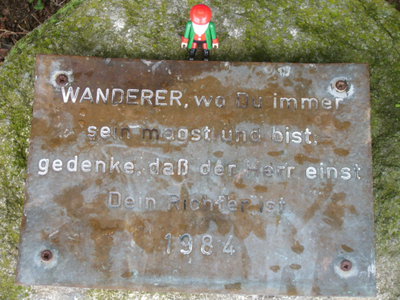 WANDERER, wo Du immer
sein magst und bist,
gedenke, daß der Herr einst
Dein Richter ist
1984